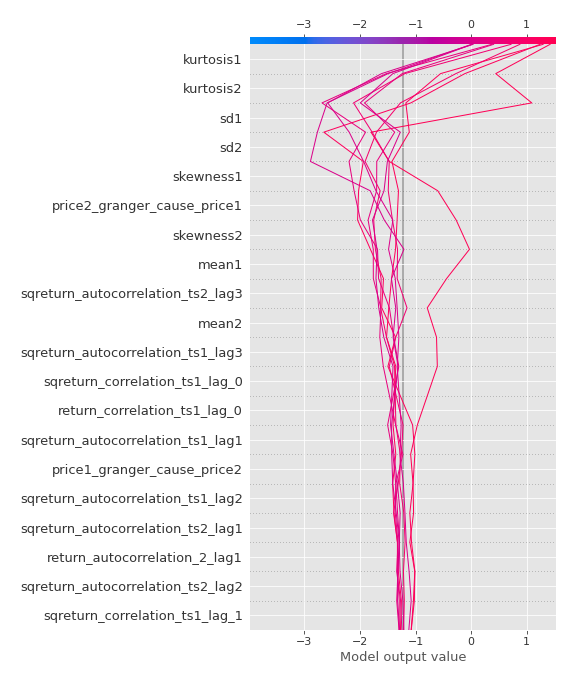 −3 −2 −1 0 1
kurtosis1
kurtosis2
sd1
sd2
skewness1
price2_granger_cause_price1
skewness2
mean1
sqreturn_autocorrelation_ts2_lag3
mean2
sqreturn_autocorrelation_ts1_lag3
sqreturn_correlation_ts1_lag_0
return_correlation_ts1_lag_0
sqreturn_autocorrelation_ts1_lag1
price1_granger_cause_price2
sqreturn_autocorrelation_ts1_lag2
sqreturn_autocorrelation_ts2_lag1
return_autocorrelation_2_lag1
sqreturn_autocorrelation_ts2_lag2
sqreturn_correlation_ts1_lag_1
−3 −2 −1 0 1
Model output value